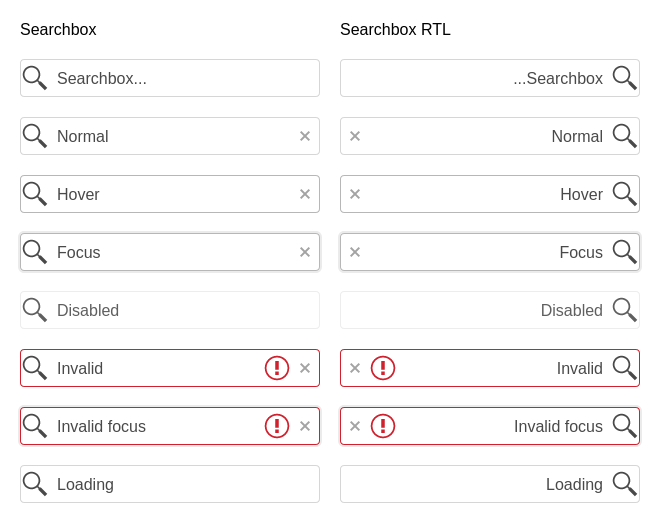 Searchbox
Searchbox RTL
Searchbox...
...Searchbox
Normal
Normal
Hover
Hover
Focus
Focus
Disabled
Disabled
Invalid
Invalid
Invalid focus
Invalid focus
Loading
Loading